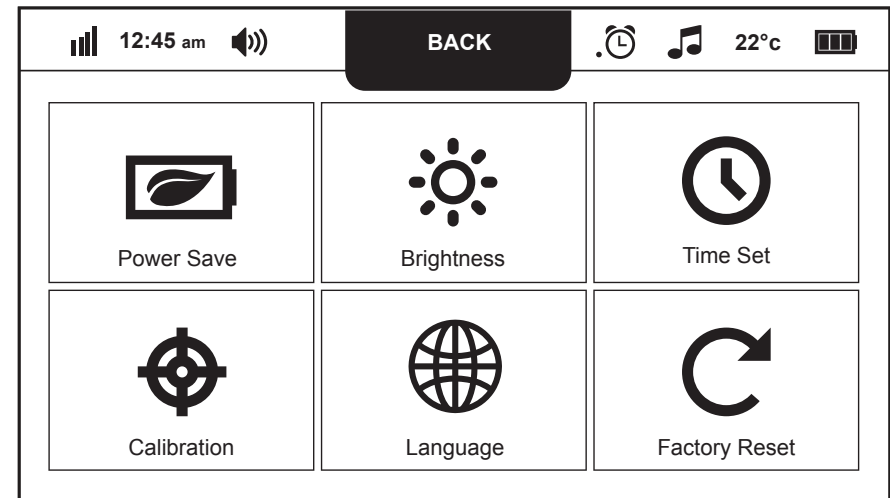 12:45 am BACK 22°c
Power Save Brightness Time Set
Calibration Language Factory Reset